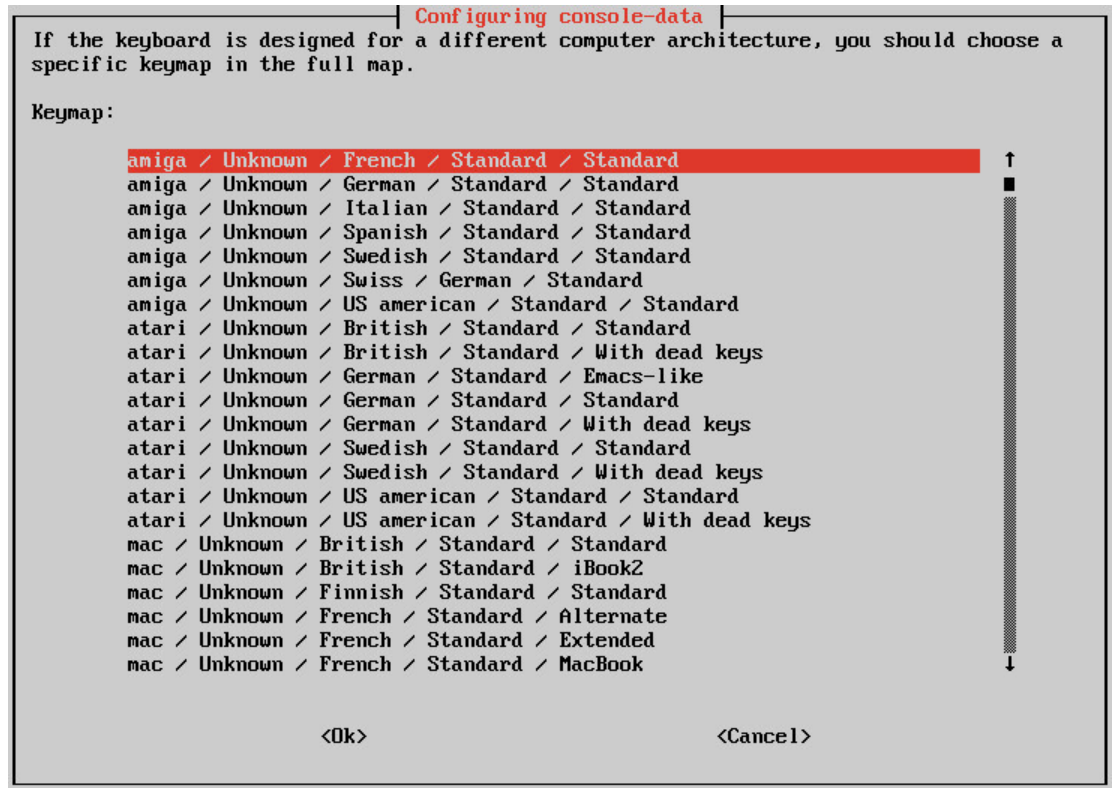 Configuring console-data
If the keyboard is designed for a different computer architecture, you should choose a
specific keymap in the full map.
Keymap:
amiga / Unknown / French / Standard / Standard
amiga / Unknown / German / Standard / Standard
amiga / Unknown / Italian / Standard / Standard
amiga / Unknown / Spanish / Standard / Standard
amiga / Unknown / Swedish / Standard / Standard
amiga / Unknown / Swiss / German / Standard
amiga / Unknown / US american / Standard / Standard
atari / Unknown / British / Standard / Standard
atari / Unknown / British / Standard / With dead keys
atari / Unknown / German / Standard / Emacs-like
atari / Unknown / German / Standard / Standard
atari / Unknown / German / Standard / With dead keys
atari / Unknown / Swedish / Standard / Standard
atari / Unknown / Swedish / Standard / With dead keys
atari / Unknown / US american / Standard / Standard
atari / Unknown / US american / Standard / With dead keys
mac / Unknown / British / Standard / Standard
mac / Unknown / British / Standard / iBook2
mac / Unknown / Finnish / Standard / Standard
mac / Unknown / French / Standard / Alternate
mac / Unknown / French / Standard / Extended
mac / Unknown / French / Standard / MacBook
<Ok> <Cancel>